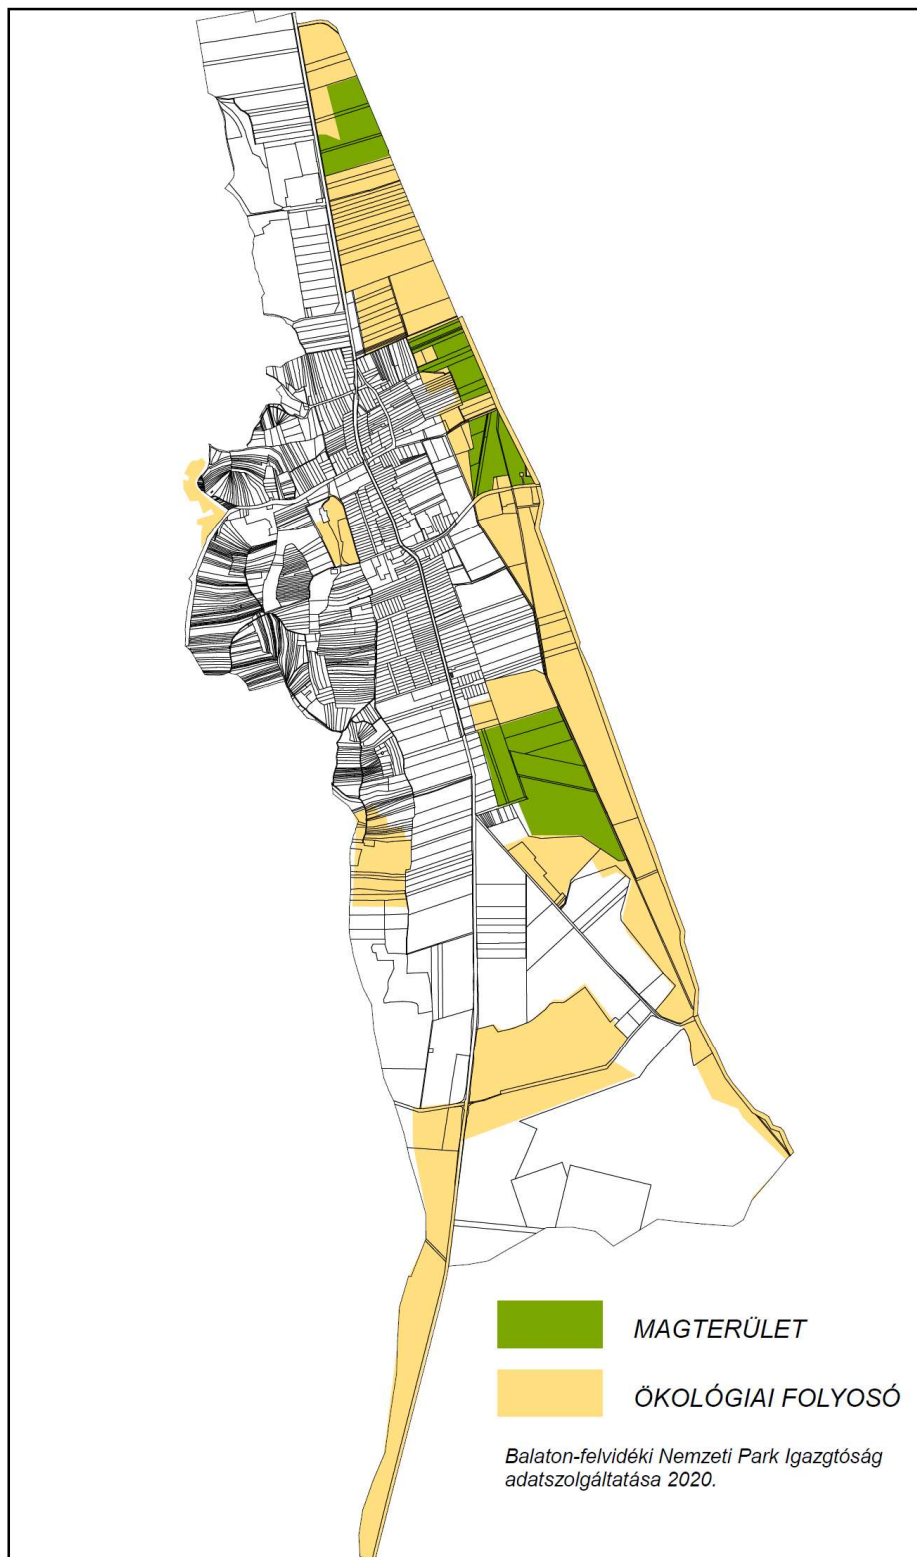 MAGTERÜLET
ÖKOLÓGIAI FOLYOSÓ
Balaton-felvidéki Nemzeti Park Igazgtóság
adatszolgáltatása 2020.